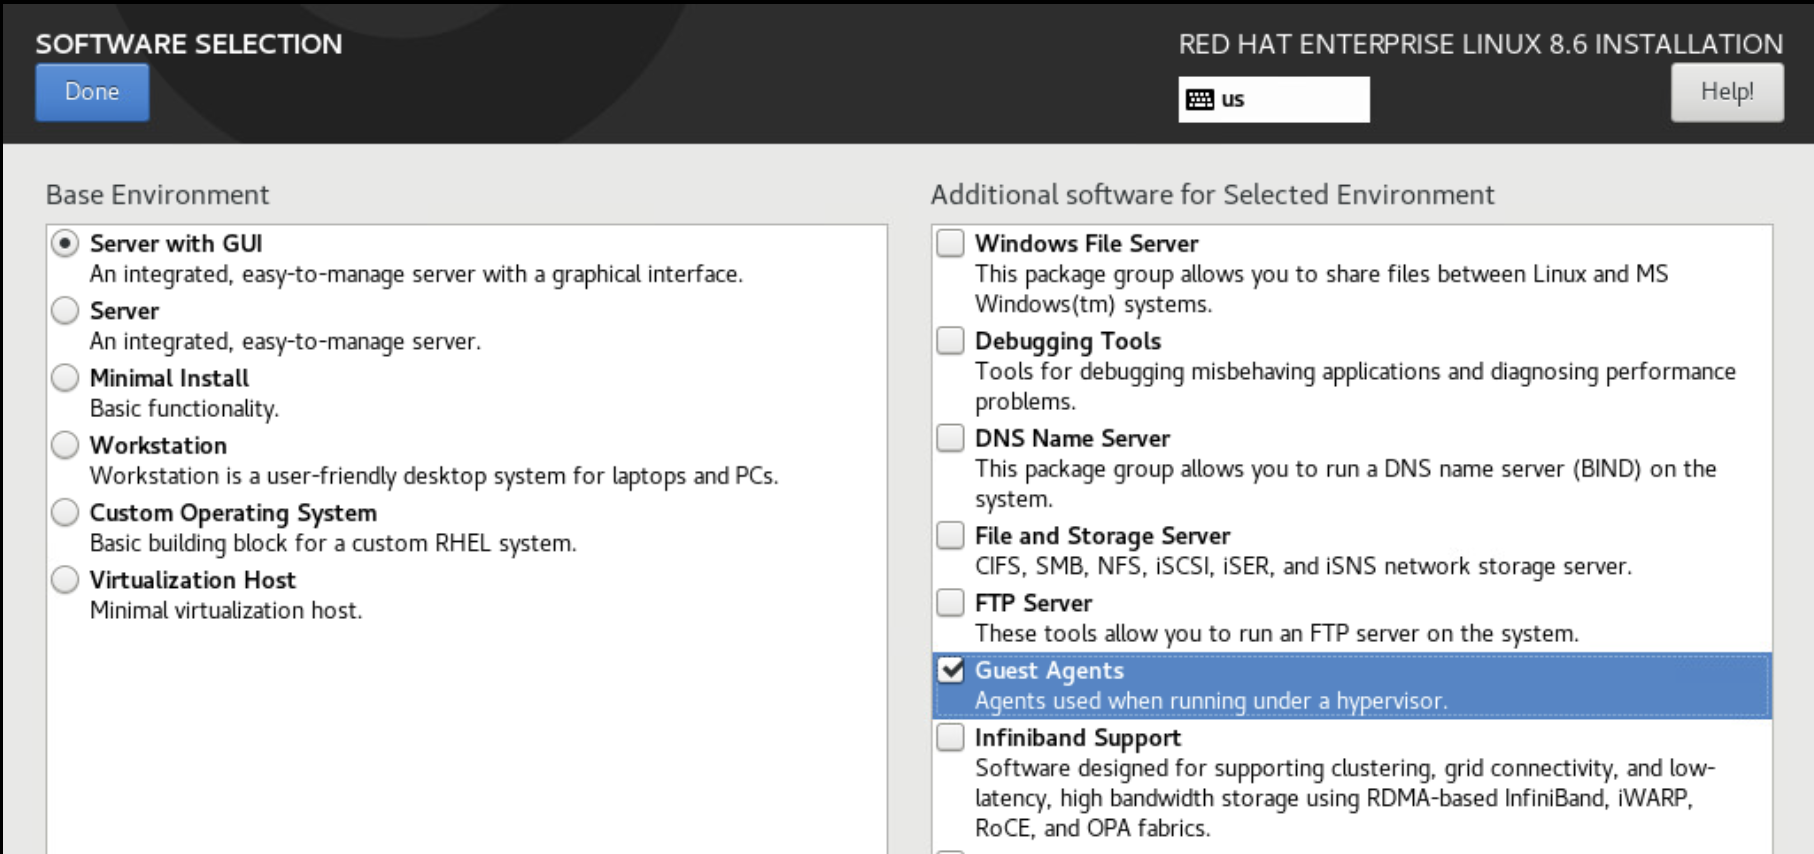 SOFTWARE SELECTION
RED HAT ENTERPRISE LINUX 8.6 INSTALLATION
Done
us
Help!
Base Environment
Server with GUI
An integrated, easy-to-manage server with a graphical interface.
Server
An integrated, easy-to-manage server.
Minimal Install
Basic functionality.
Workstation
Workstation is a user-friendly desktop system for laptops and PCs.
Custom Operating System
Basic building block for a custom RHEL system.
Virtualization Host
Minimal virtualization host.
Additional software for Selected Environment
Windows File Server
This package group allows you to share files between Linux and MS
Windows(tm) systems.
Debugging Tools
Tools for debugging misbehaving applications and diagnosing performance
problems.
DNS Name Server
This package group allows you to run a DNS name server (BIND) on the
system.
File and Storage Server
CIFS, SMB, NFS, iSCSI, iSER, and iSNS network storage server.
FTP Server
These tools allow you to run an FTP server on the system.
Guest Agents
Agents used when running under a hypervisor.
Infiniband Support
Software designed for supporting clustering, grid connectivity, and low-
latency, high bandwidth storage using RDMA-based InfiniBand, iWARP,
RoCE, and OPA fabrics.